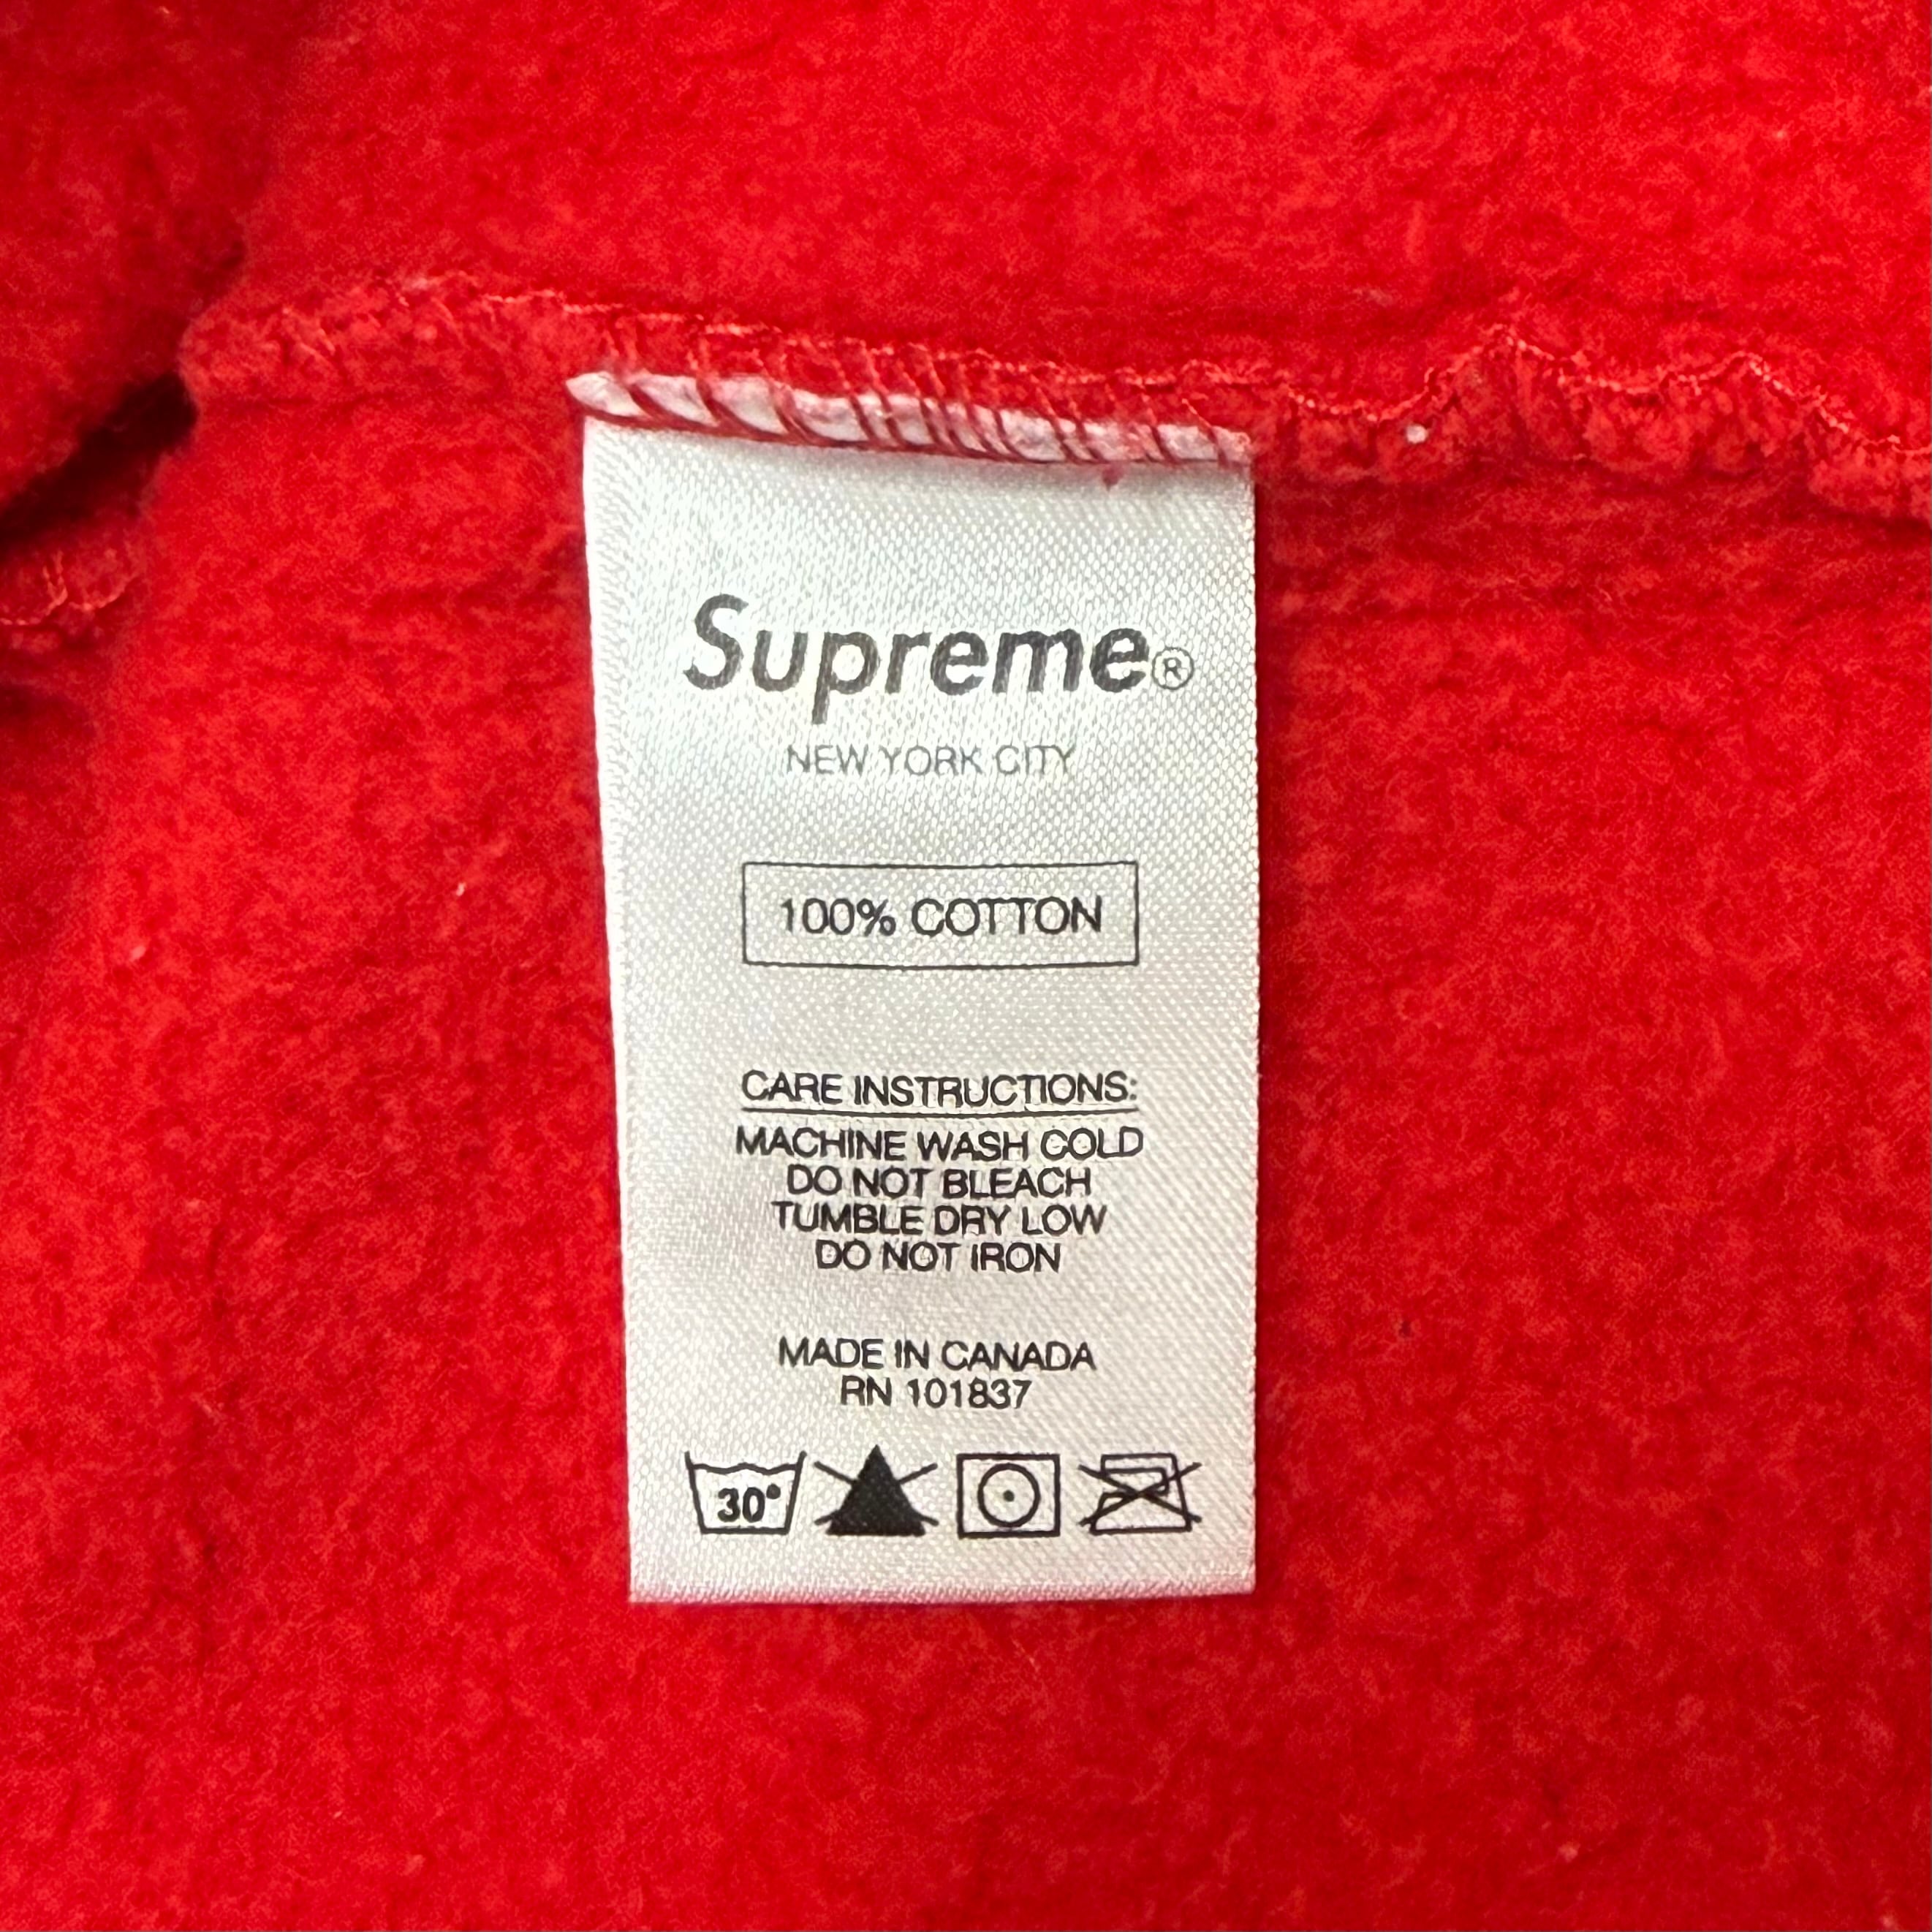 Supreme®
NEW YORK CITY
100% COTTON
CARE INSTRUCTIONS:
MACHINE WASH COLD
DO NOT BLEACH
TUMBLE DRY LOW
DO NOT IRON
MADE IN CANADA
RN 101837
30°